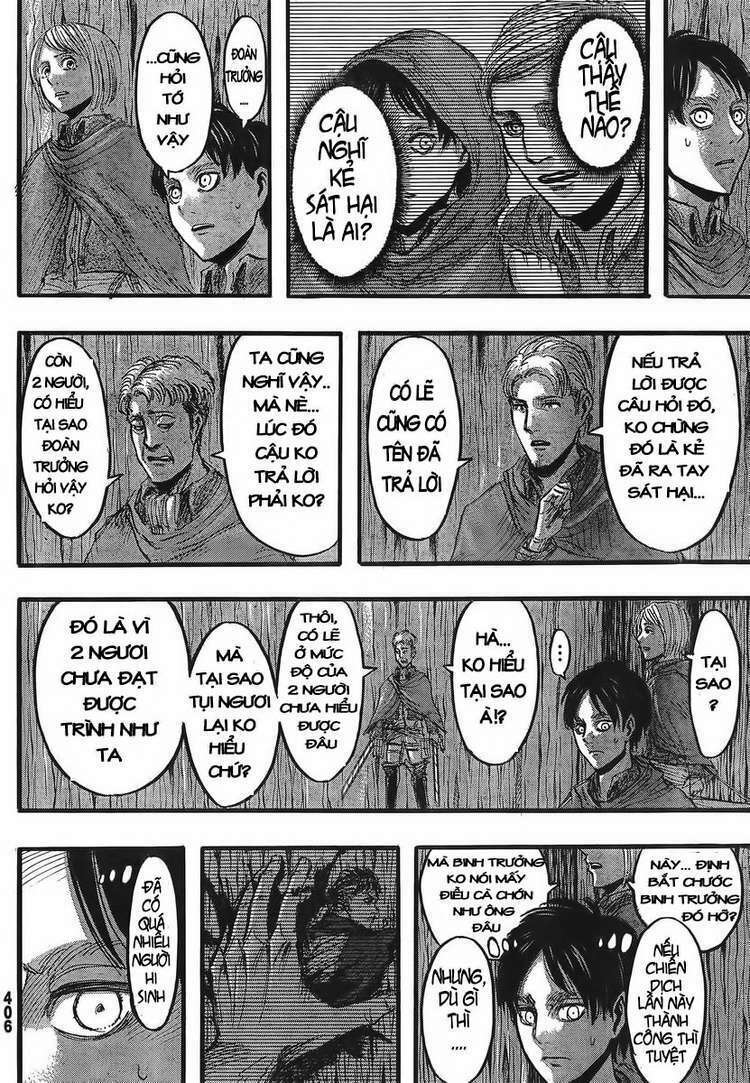 CẬU
THẤY
THẾ
NÀO?
CẬU
NGHĨ
KẺ
SÁT HẠI
LÀ AI?
ĐOÀN
TRƯỞNG
....
...CŨNG
HỎI
TỚ
NHƯ
VẬY
NẾU TRẢ
LỜI ĐƯỢC
CÂU HỎI ĐÓ,
KO CHỪNG
ĐÓ LÀ KẺ
ĐÃ RA TAY
SÁT HẠI...
CÓ LẼ
CŨNG CÓ
TÊN ĐÃ
TRẢ LỜI
TA CŨNG
NGHĨ VẬY..
MÀ NÈ...
LÚC ĐÓ
CẬU KO
TRẢ LỜI
PHẢI KO?
CÒN
2 NGƯỜI,
CÓ HIỂU
TẠI SAO
ĐOÀN
TRƯỞNG
HỎI VẬY
KO?
TẠI
SAO
?
...
HÀ...
KO HIỂU
TẠI SAO
À!?
THÔI,
CÓ LẼ
Ở MỨC
ĐỘ CỦA
2 NGƯỜI
CHƯA HIỂU
ĐƯỢC
ĐÂU
MÀ
TẠI SAO
TỤI NGƯƠI
LẠI KO
HIỂU
CHỨ?
ĐÓ LÀ VÌ
2 NGƯƠI
CHƯA ĐẠT
ĐƯỢC
TRÌNH NHƯ
TA
NÀY... ĐỊNH
BẮT CHƯỚC
BINH TRƯỞNG
ĐÓ HỠ?
MÀ BINH TRƯỞNG
KO NÓI MẤY
ĐIỀU CÀ CHỚN
NHƯ ÔNG
ĐÂU
NẾU
CHIẾN
DỊCH
LẦN NÀY
THÀNH
CÔNG THÌ
TUYỆT
NHƯNG,
DÙ GÌ
THÌ
....
ĐÃ
CÓ
QUÁ
NHIỀU
NGƯỜI
HI
SINH
406